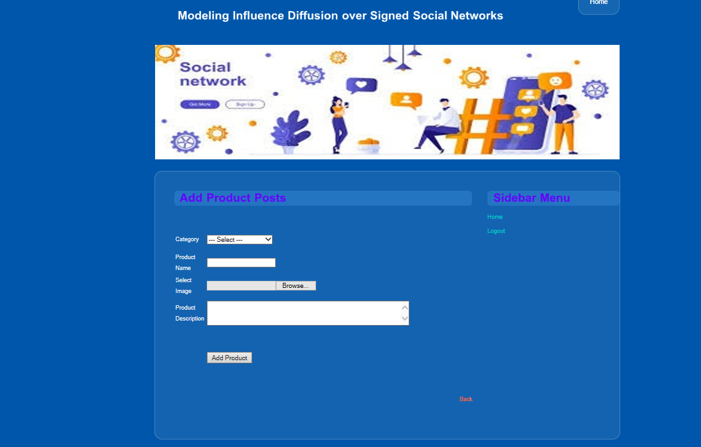 Home
Modeling Influence Diffusion over Signed Social Networks
Social
network
Get More
Sign Up
#
Add Product Posts
Sidebar Menu
Home
Logout
Category
--- Select ---
Product
Name
Select
Image
Browse...
Product
Description
Add Product
Back